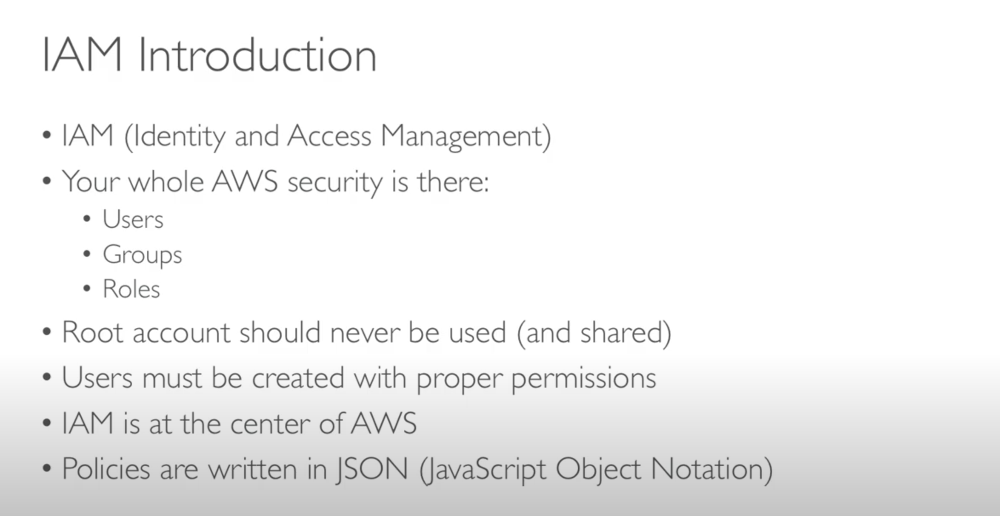 IAM Introduction
• IAM (Identity and Access Management)
• Your whole AWS security is there:
• Users
• Groups
• Roles
• Root account should never be used (and shared)
• Users must be created with proper permissions
• IAM is at the center of AWS
• Policies are written in JSON (JavaScript Object Notation)